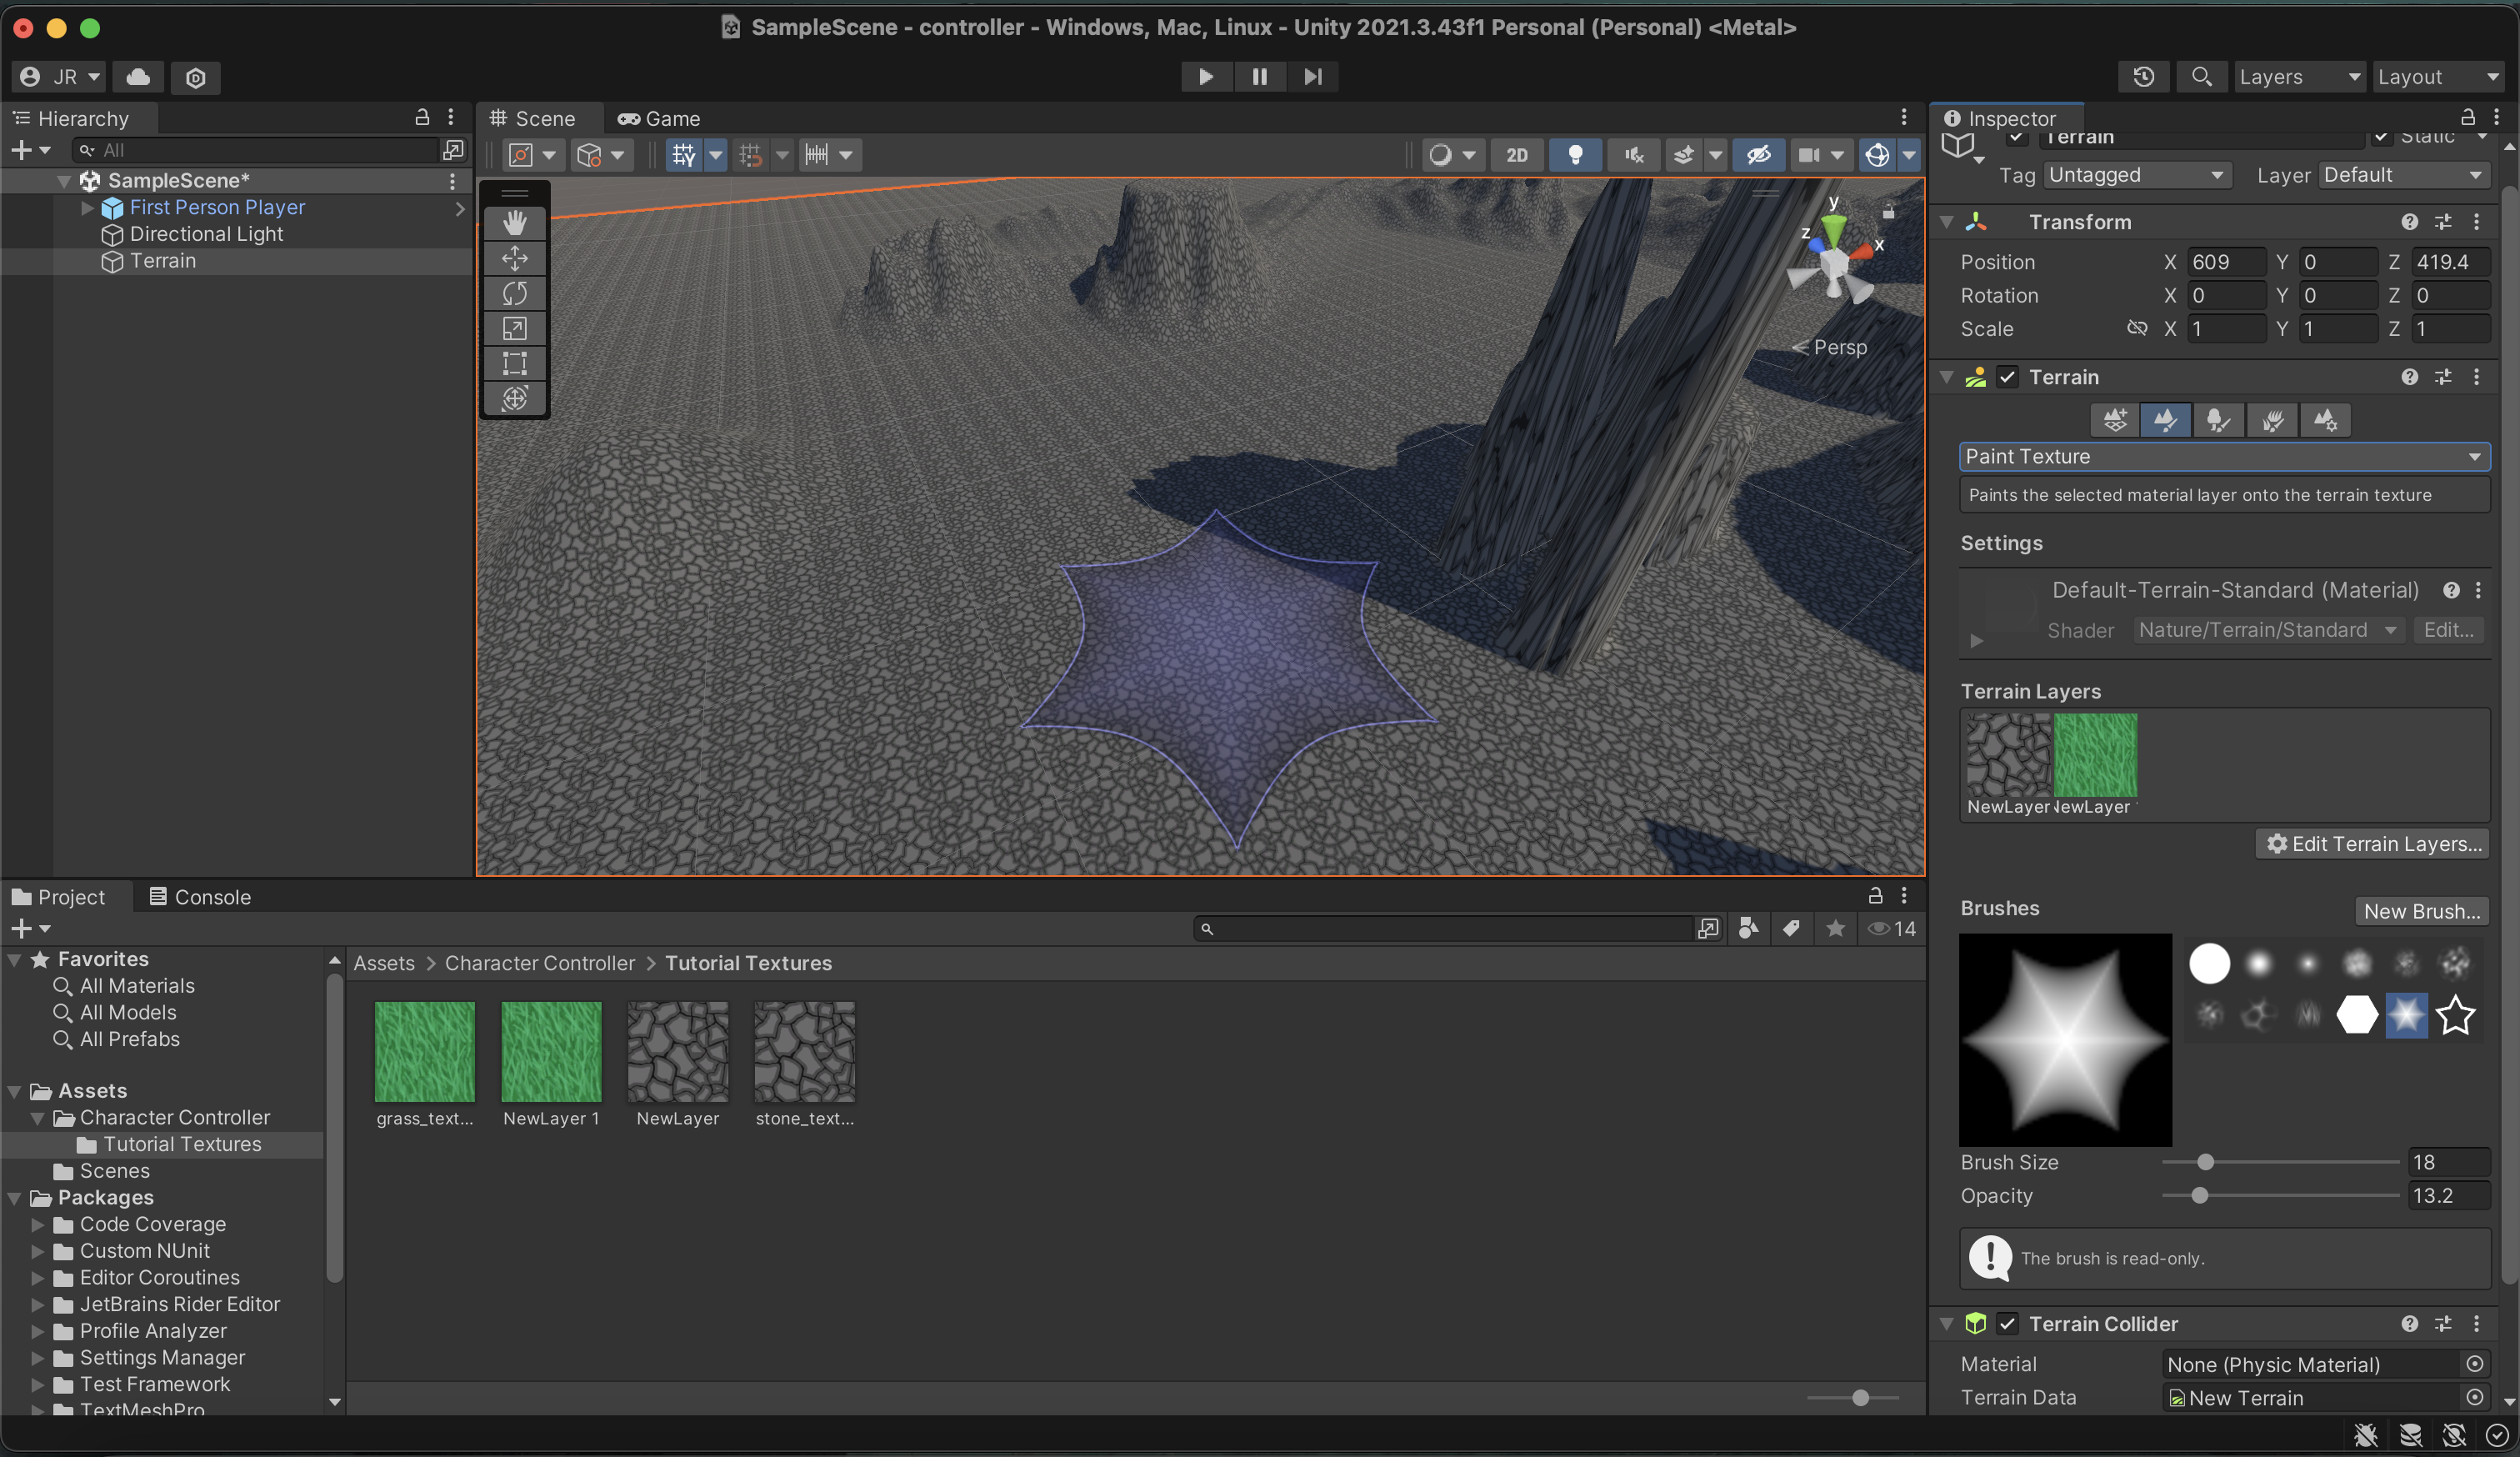 SampleScene - controller - Windows, Mac, Linux - Unity 2021.3.43f1 Personal (Personal) <Metal>
JR
Layers
Layout
Hierarchy
All
SampleScene*
First Person Player
Directional Light
Terrain
Scene
Game
2D
y
z
x
Persp
Inspector
Terrain
Static
Tag
Untagged
Layer
Default
Transform
Position X 609 Y 0 Z 419.4
Rotation X 0 Y 0 Z 0
Scale X 1 Y 1 Z 1
Terrain
Paint Texture
Paints the selected material layer onto the terrain texture
Settings
Default-Terrain-Standard (Material)
Shader
Nature/Terrain/Standard
Edit...
Terrain Layers
NewLayer
NewLayer
Edit Terrain Layers...
Brushes
New Brush...
Brush Size 18
Opacity 13.2
The brush is read-only.
Terrain Collider
Material None (Physic Material)
Terrain Data New Terrain
Project
Console
14
Favorites
All Materials
All Models
All Prefabs
Assets
Character Controller
Tutorial Textures
Scenes
Packages
Code Coverage
Custom NUnit
Editor Coroutines
JetBrains Rider Editor
Profile Analyzer
Settings Manager
Test Framework
TextMeshPro
Assets > Character Controller > Tutorial Textures
grass_text...
NewLayer 1
NewLayer
stone_text...